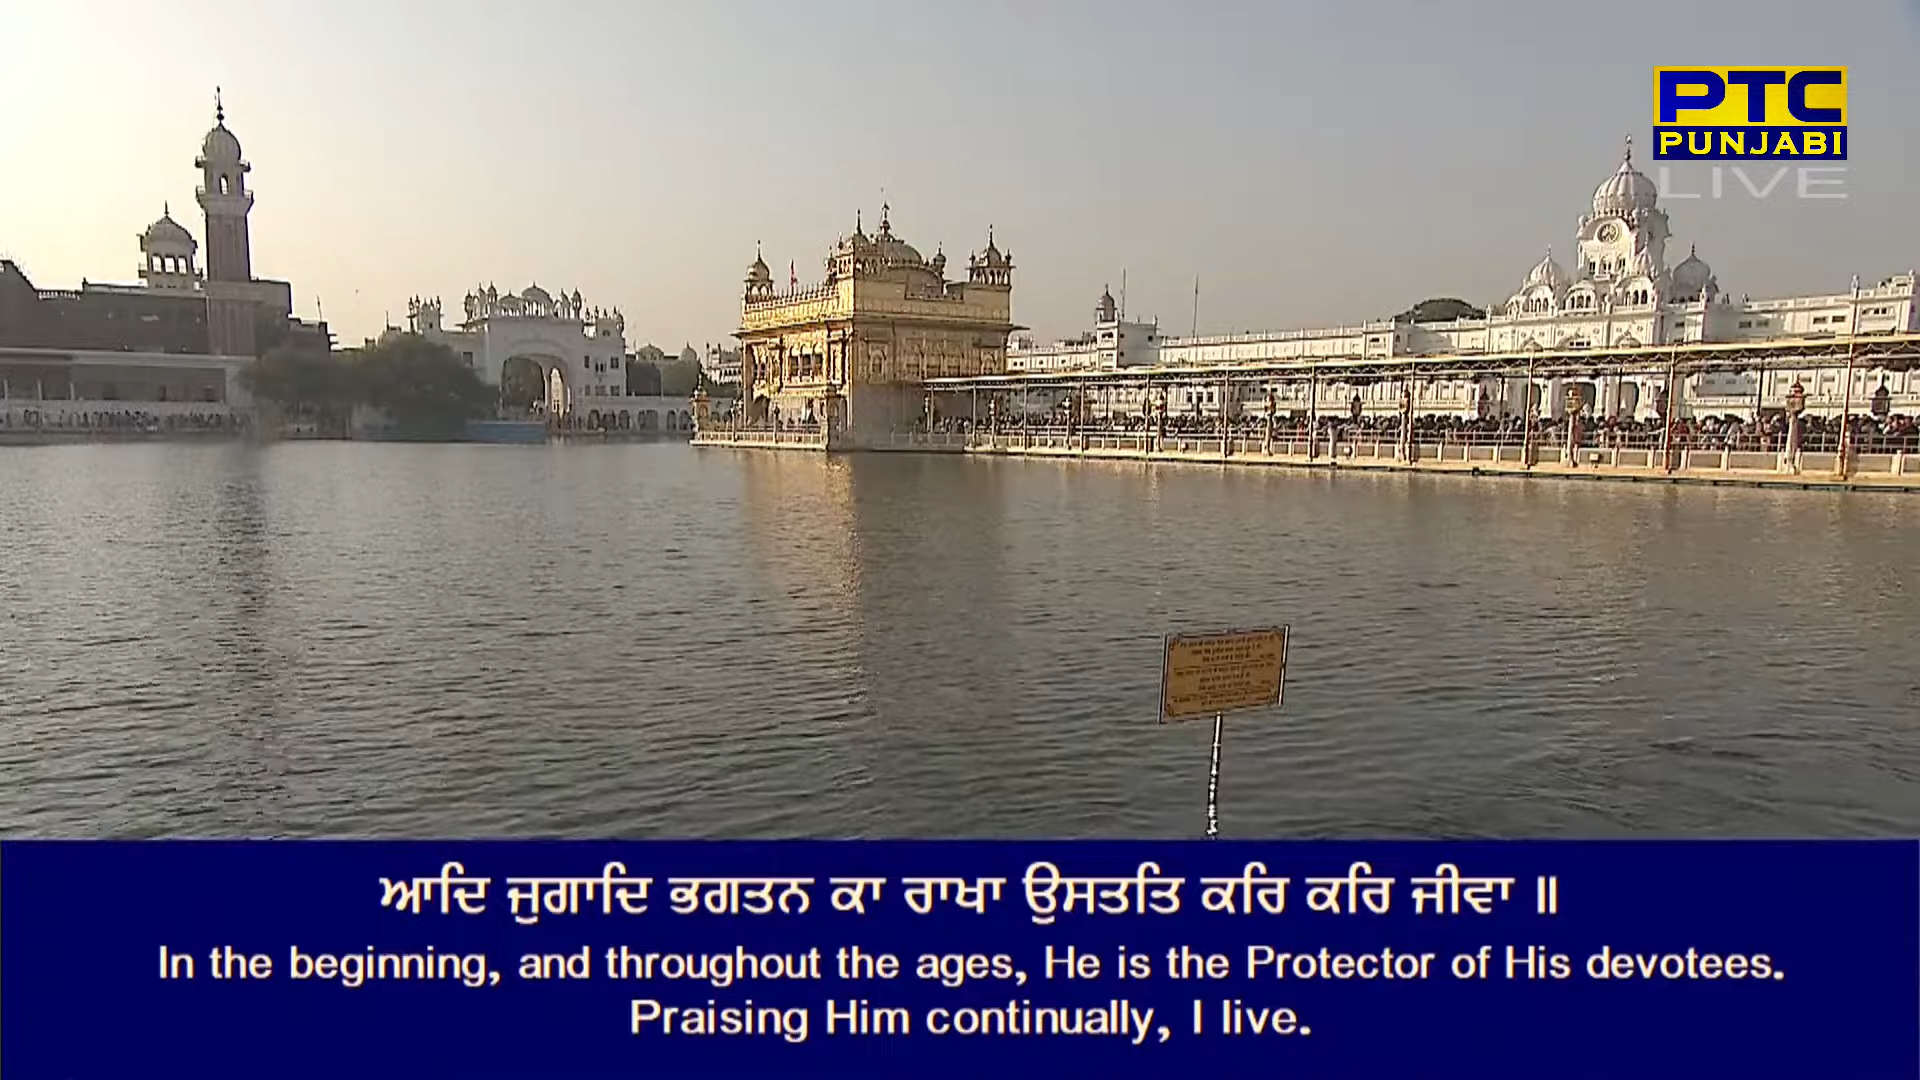 PTC
PUNJABI
LIVE
ਆਦਿ ਜੁਗਾਦਿ ਭਗਤਨ ਕਾ ਰਾਖਾ ਉਸਤਤਿ ਕਰਿ ਕਰਿ ਜੀਵਾ ॥
In the beginning, and throughout the ages, He is the Protector of His devotees.
Praising Him continually, I live.